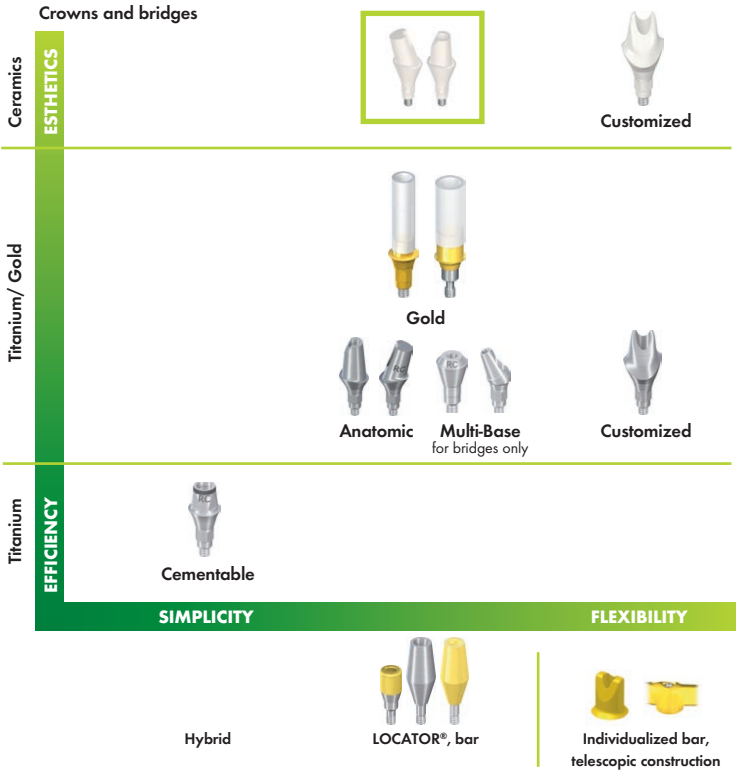 Crowns and bridges
Ceramics
ESTHETICS
Customized
Titanium/ Gold
Gold
RC
RC
Anatomic
Multi-Base
for bridges only
Customized
Titanium
EFFICIENCY
RC
Cementable
SIMPLICITY
FLEXIBILITY
Hybrid
LOCATOR®, bar
Individualized bar,
telescopic construction